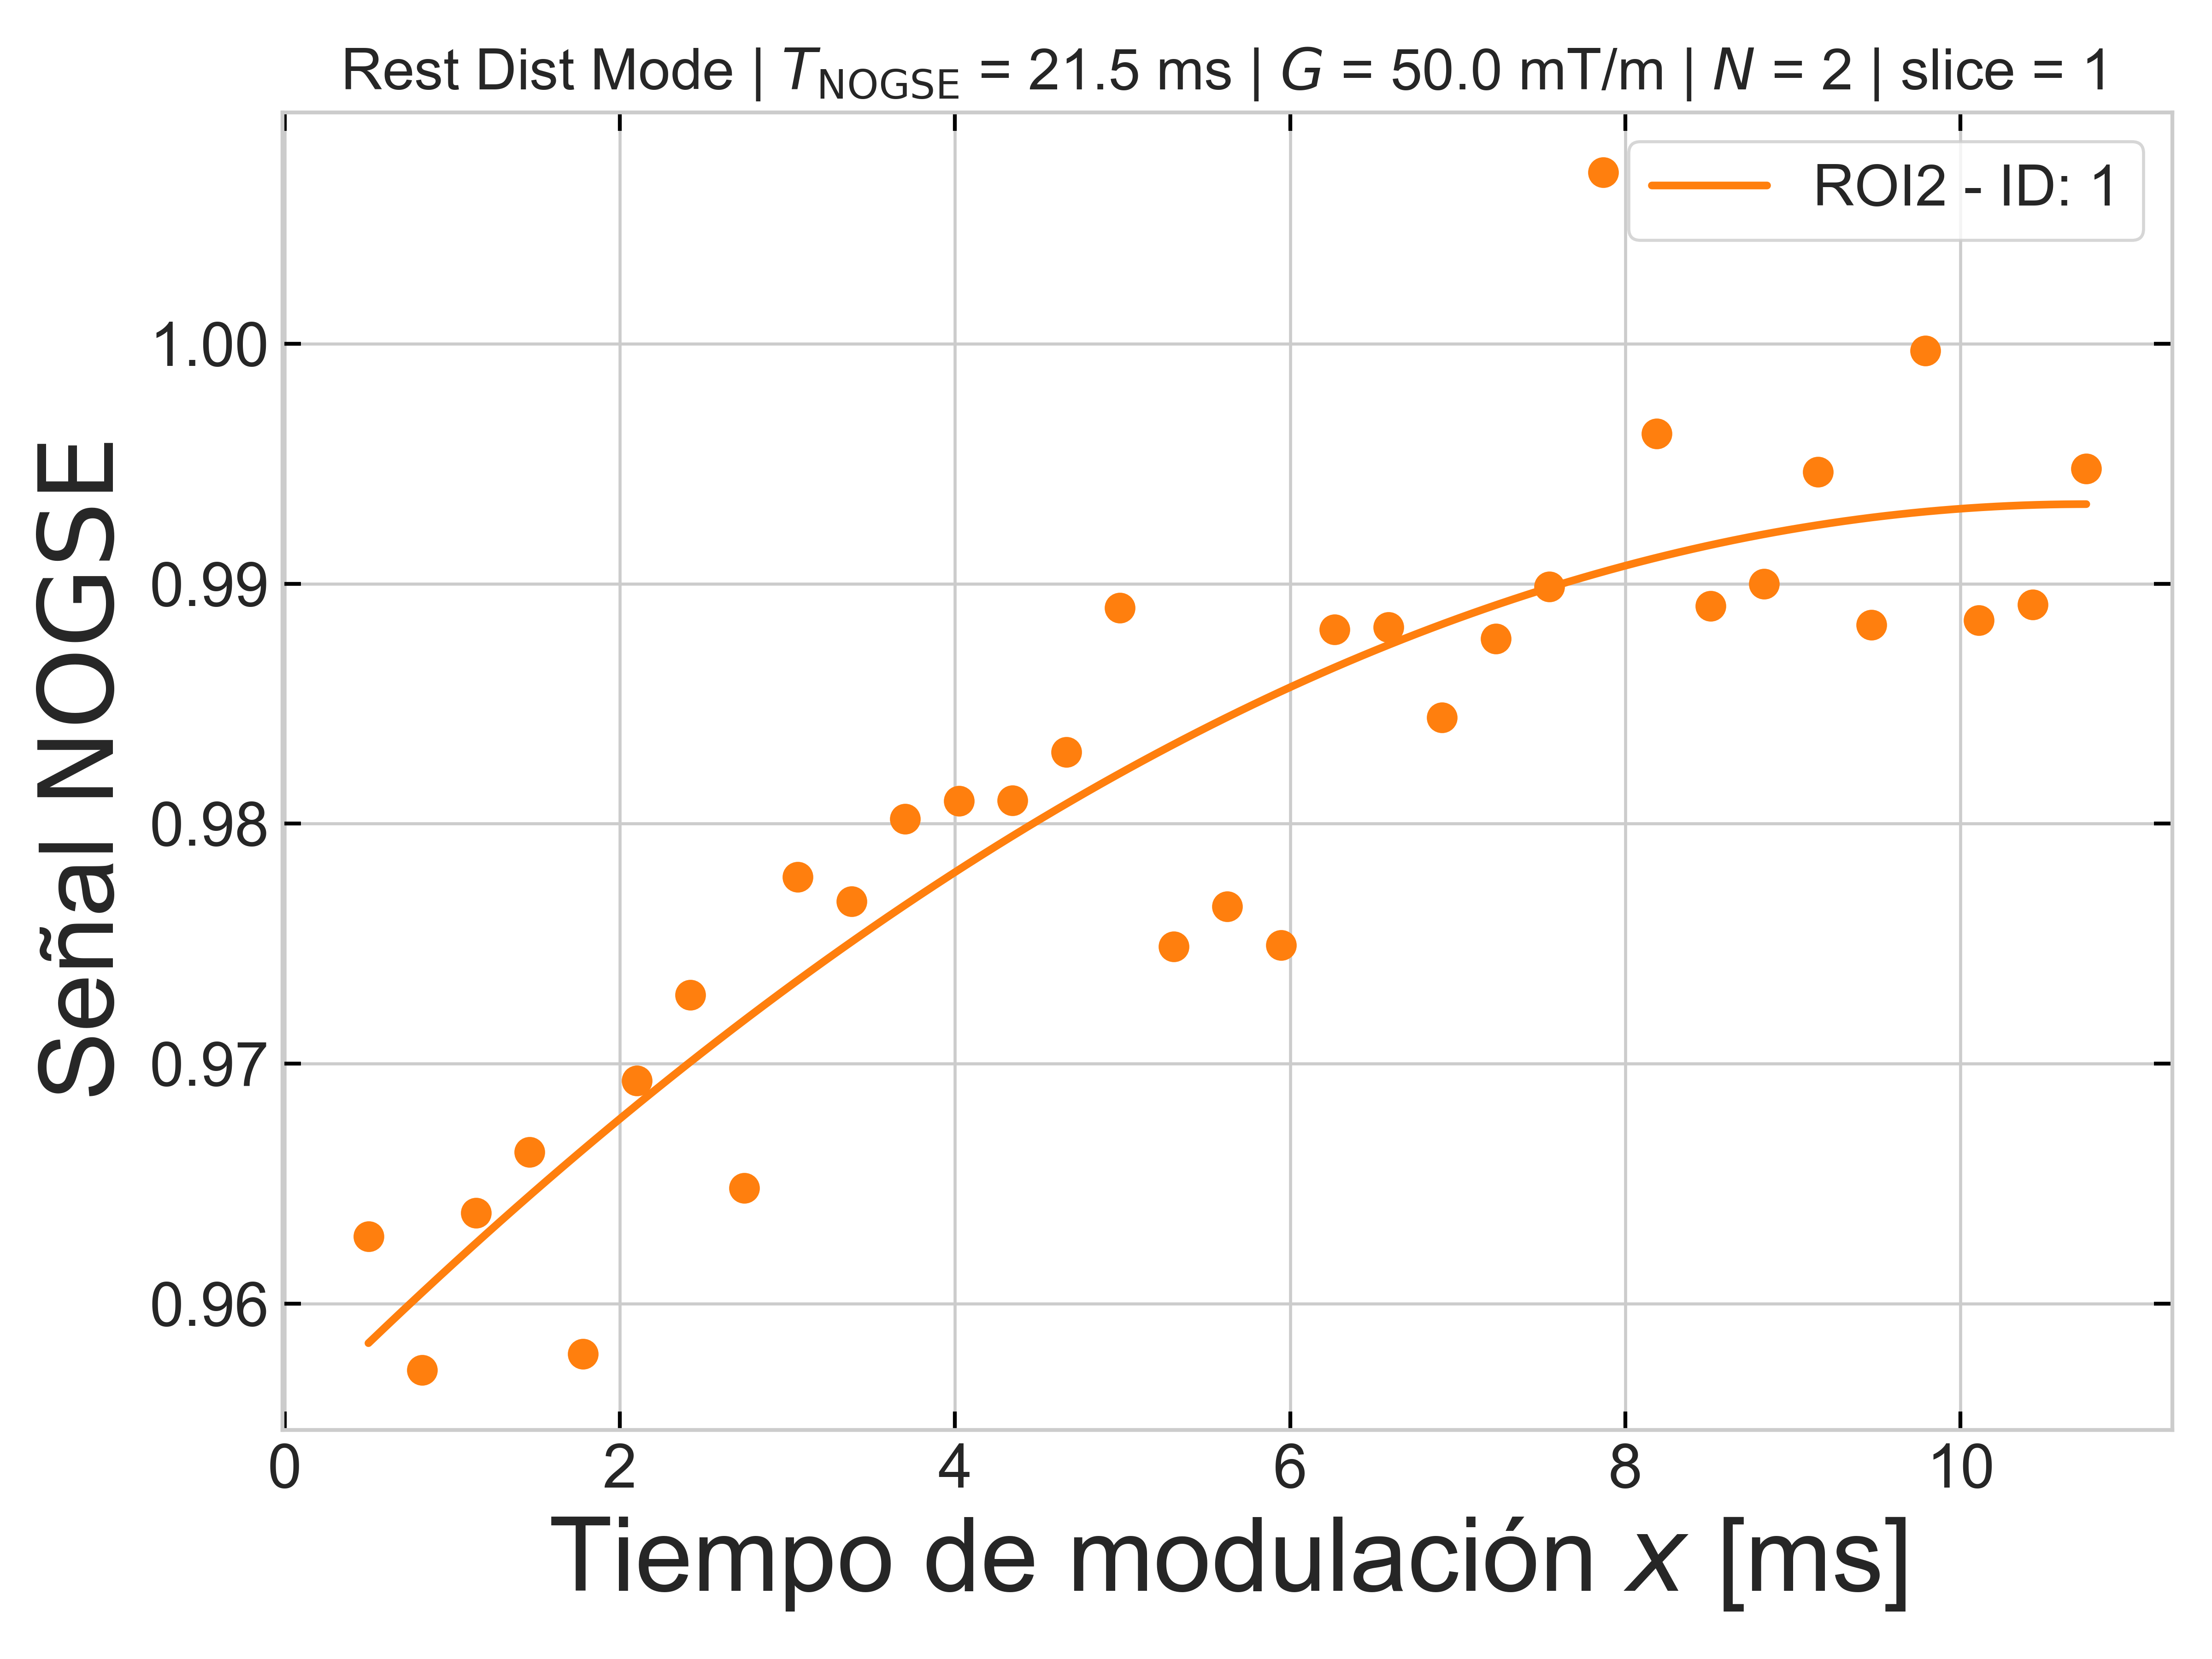 Rest Dist Mode | T_NOGSE = 21.5 ms | G = 50.0 mT/m | N = 2 | slice = 1
ROI2 - ID: 1
1.00
0.99
0.98
0.97
0.96
Señal NOGSE
0 2 4 6 8 10
Tiempo de modulación x [ms]